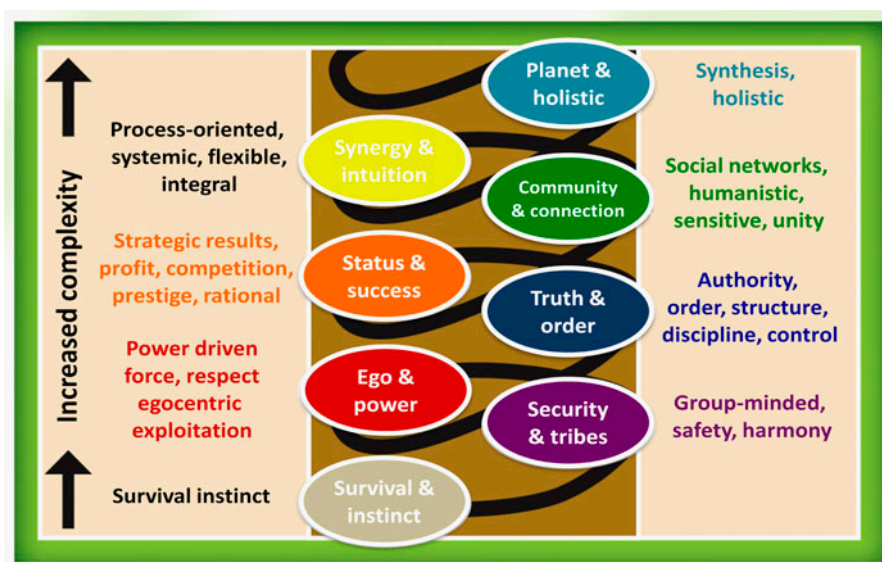 Increased complexity
Process-oriented,
systemic, flexible,
integral
Strategic results,
profit, competition,
prestige, rational
Power driven
force, respect
egocentric
exploitation
Survival instinct
Planet &
holistic
Synergy &
intuition
Community
& connection
Status &
success
Truth &
order
Ego &
power
Security
& tribes
Survival &
instinct
Synthesis,
holistic
Social networks,
humanistic,
sensitive, unity
Authority,
order, structure,
discipline, control
Group-minded,
safety, harmony